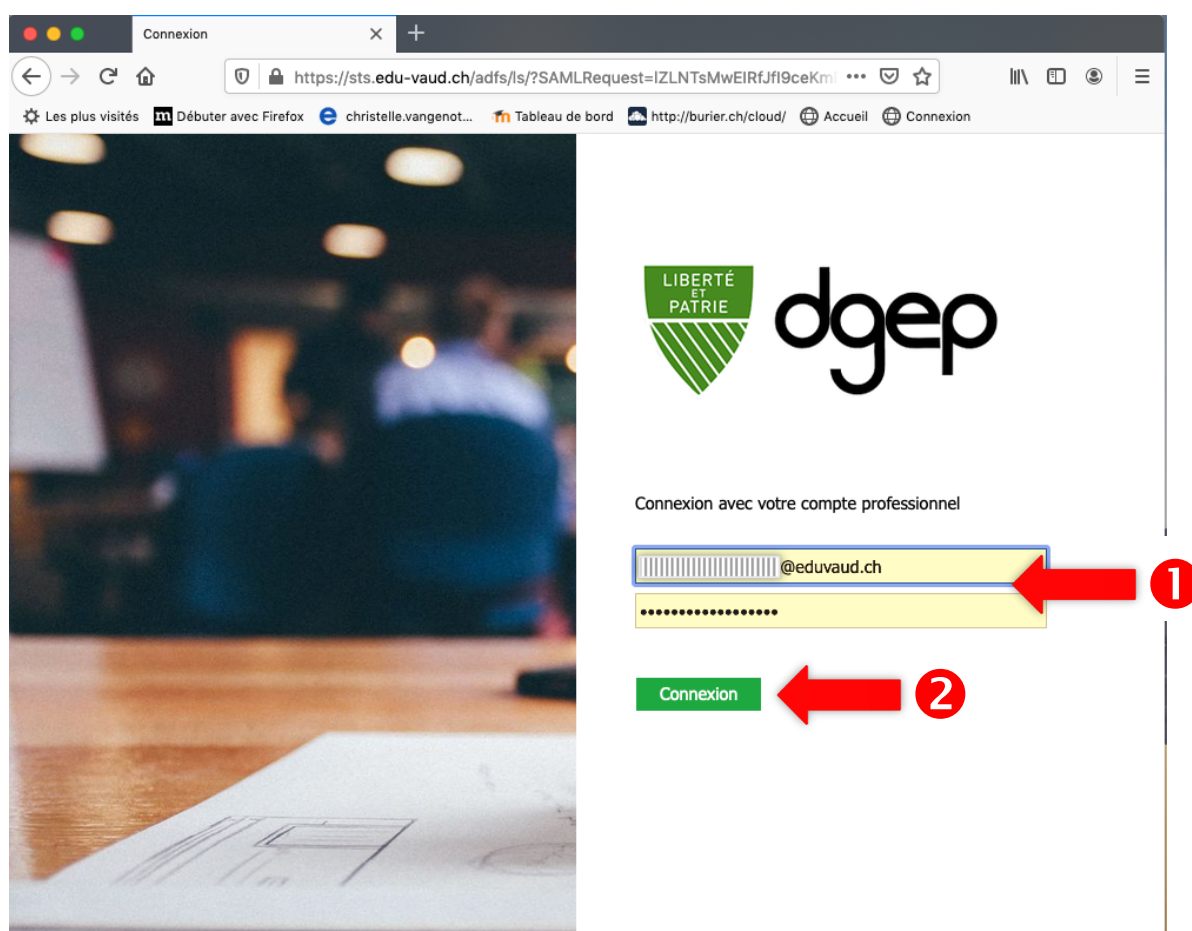 Connexion
https://sts.edu-vaud.ch/adfs/ls/?SAMLRequest=lZLNTsMwEIRfJfI9ceKm
Les plus visités m Débuter avec Firefox e christelle.vangenot... Tableau de bord http://burier.ch/cloud/ Accueil Connexion
LIBERTÉ
ET
PATRIE
dgep
Connexion avec votre compte professionnel
@eduvaud.ch
1
Connexion
2